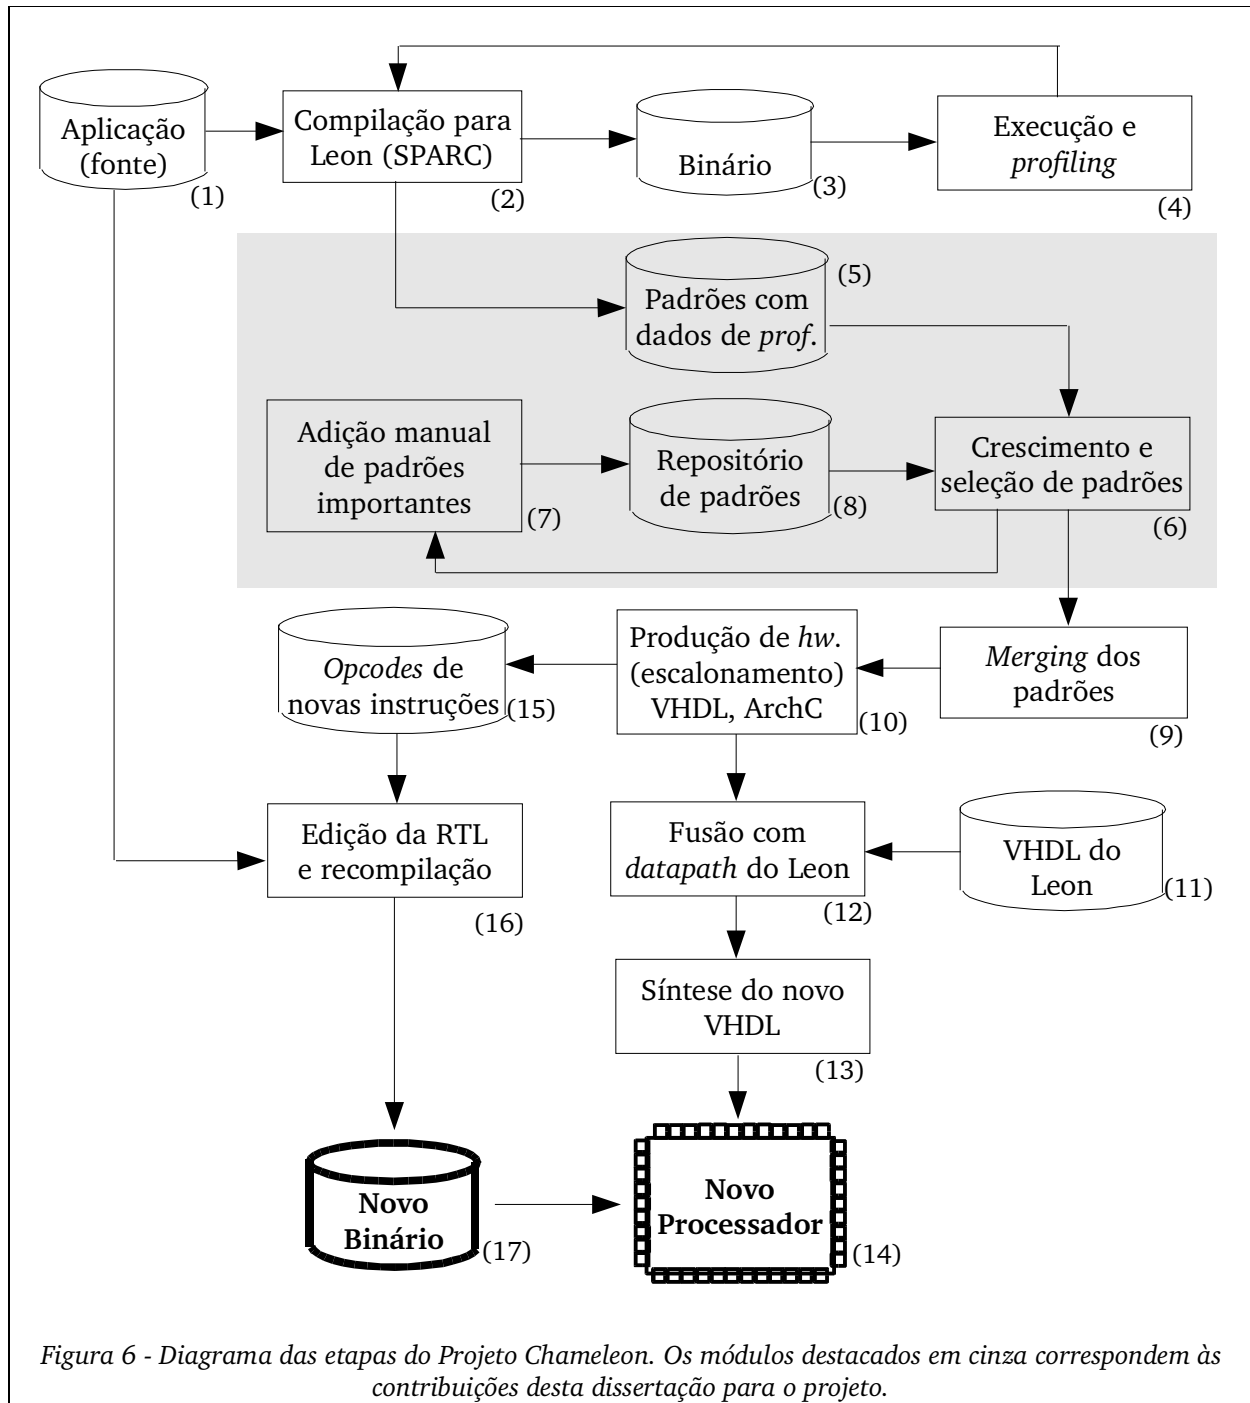 Aplicação
(fonte)
(1)
Compilação para
Leon (SPARC)
(2)
Binário
(3)
Execução e
profiling
(4)
Padrões com
dados de prof.
(5)
Adição manual
de padrões
importantes
(7)
Repositório
de padrões
(8)
Crescimento e
seleção de padrões
(6)
Opcodes de
novas instruções
(15)
Produção de hw.
(escalonamento)
VHDL, ArchC
(10)
Merging dos
padrões
(9)
Edição da RTL
e recompilação
(16)
Fusão com
datapath do Leon
(12)
VHDL do
Leon
(11)
Síntese do novo
VHDL
(13)
Novo
Binário
(17)
Novo
Processador
(14)
Figura 6 - Diagrama das etapas do Projeto Chameleon. Os módulos destacados em cinza correspondem às
contribuições desta dissertação para o projeto.